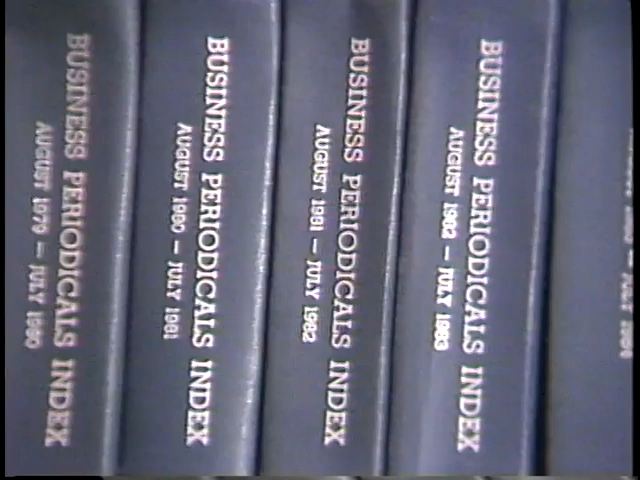 BUSINESS PERIODICALS INDEX
AUGUST 1979 — JULY 1980
BUSINESS PERIODICALS INDEX
AUGUST 1980 — JULY 1981
BUSINESS PERIODICALS INDEX
AUGUST 1981 — JULY 1982
BUSINESS PERIODICALS INDEX
AUGUST 1982 — JULY 1983